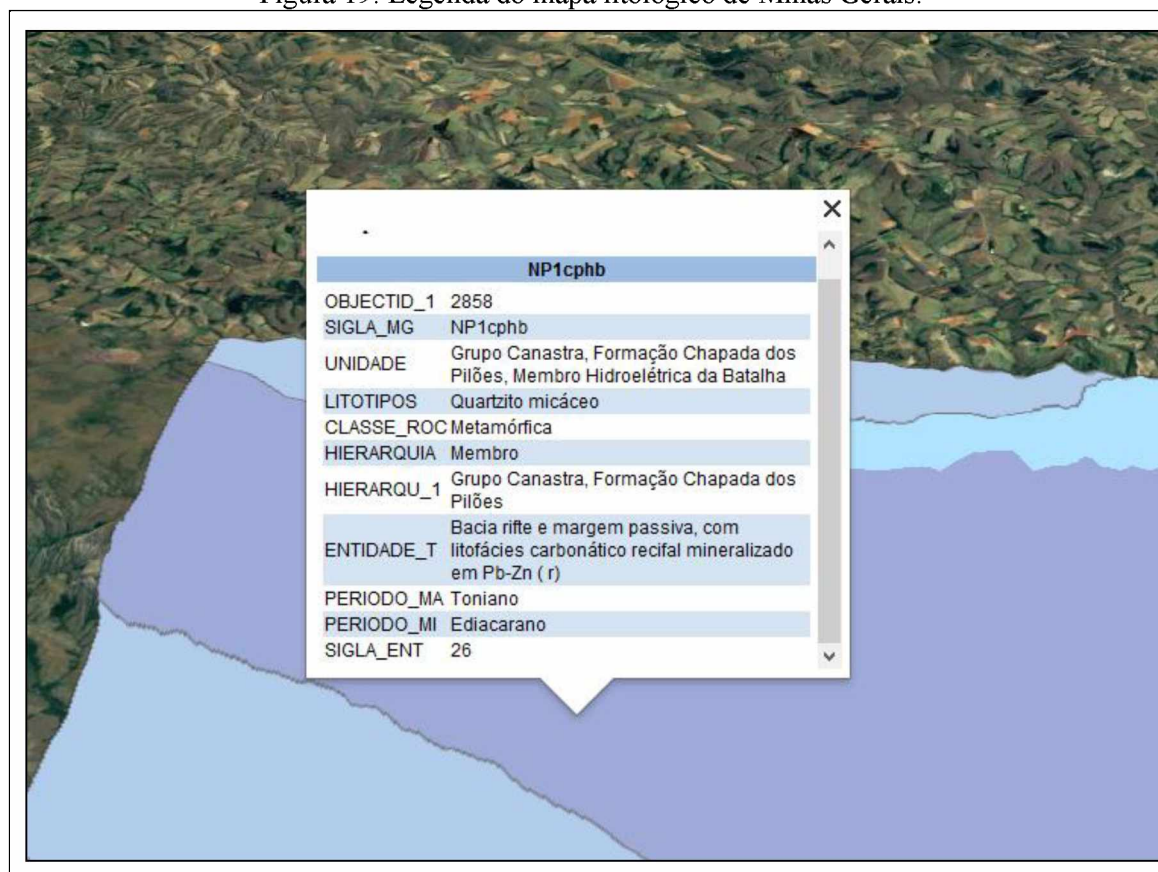 Figura 19: Legenda do mapa litológico de Minas Gerais.
NP1cphb
OBJECTID_1 2858
SIGLA_MG NP1cphb
UNIDADE Grupo Canastra, Formação Chapada dos
Pilões, Membro Hidroelétrica da Batalha
LITOTIPOS Quartzito micáceo
CLASSE_ROC Metamórfica
HIERARQUIA Membro
HIERARQU_1 Grupo Canastra, Formação Chapada dos
Pilões
ENTIDADE_T Bacia rifte e margem passiva, com
litofácies carbonático recifal mineralizado
em Pb-Zn ( r)
PERIODO_MA Toniano
PERIODO_MI Ediacarano
SIGLA_ENT 26